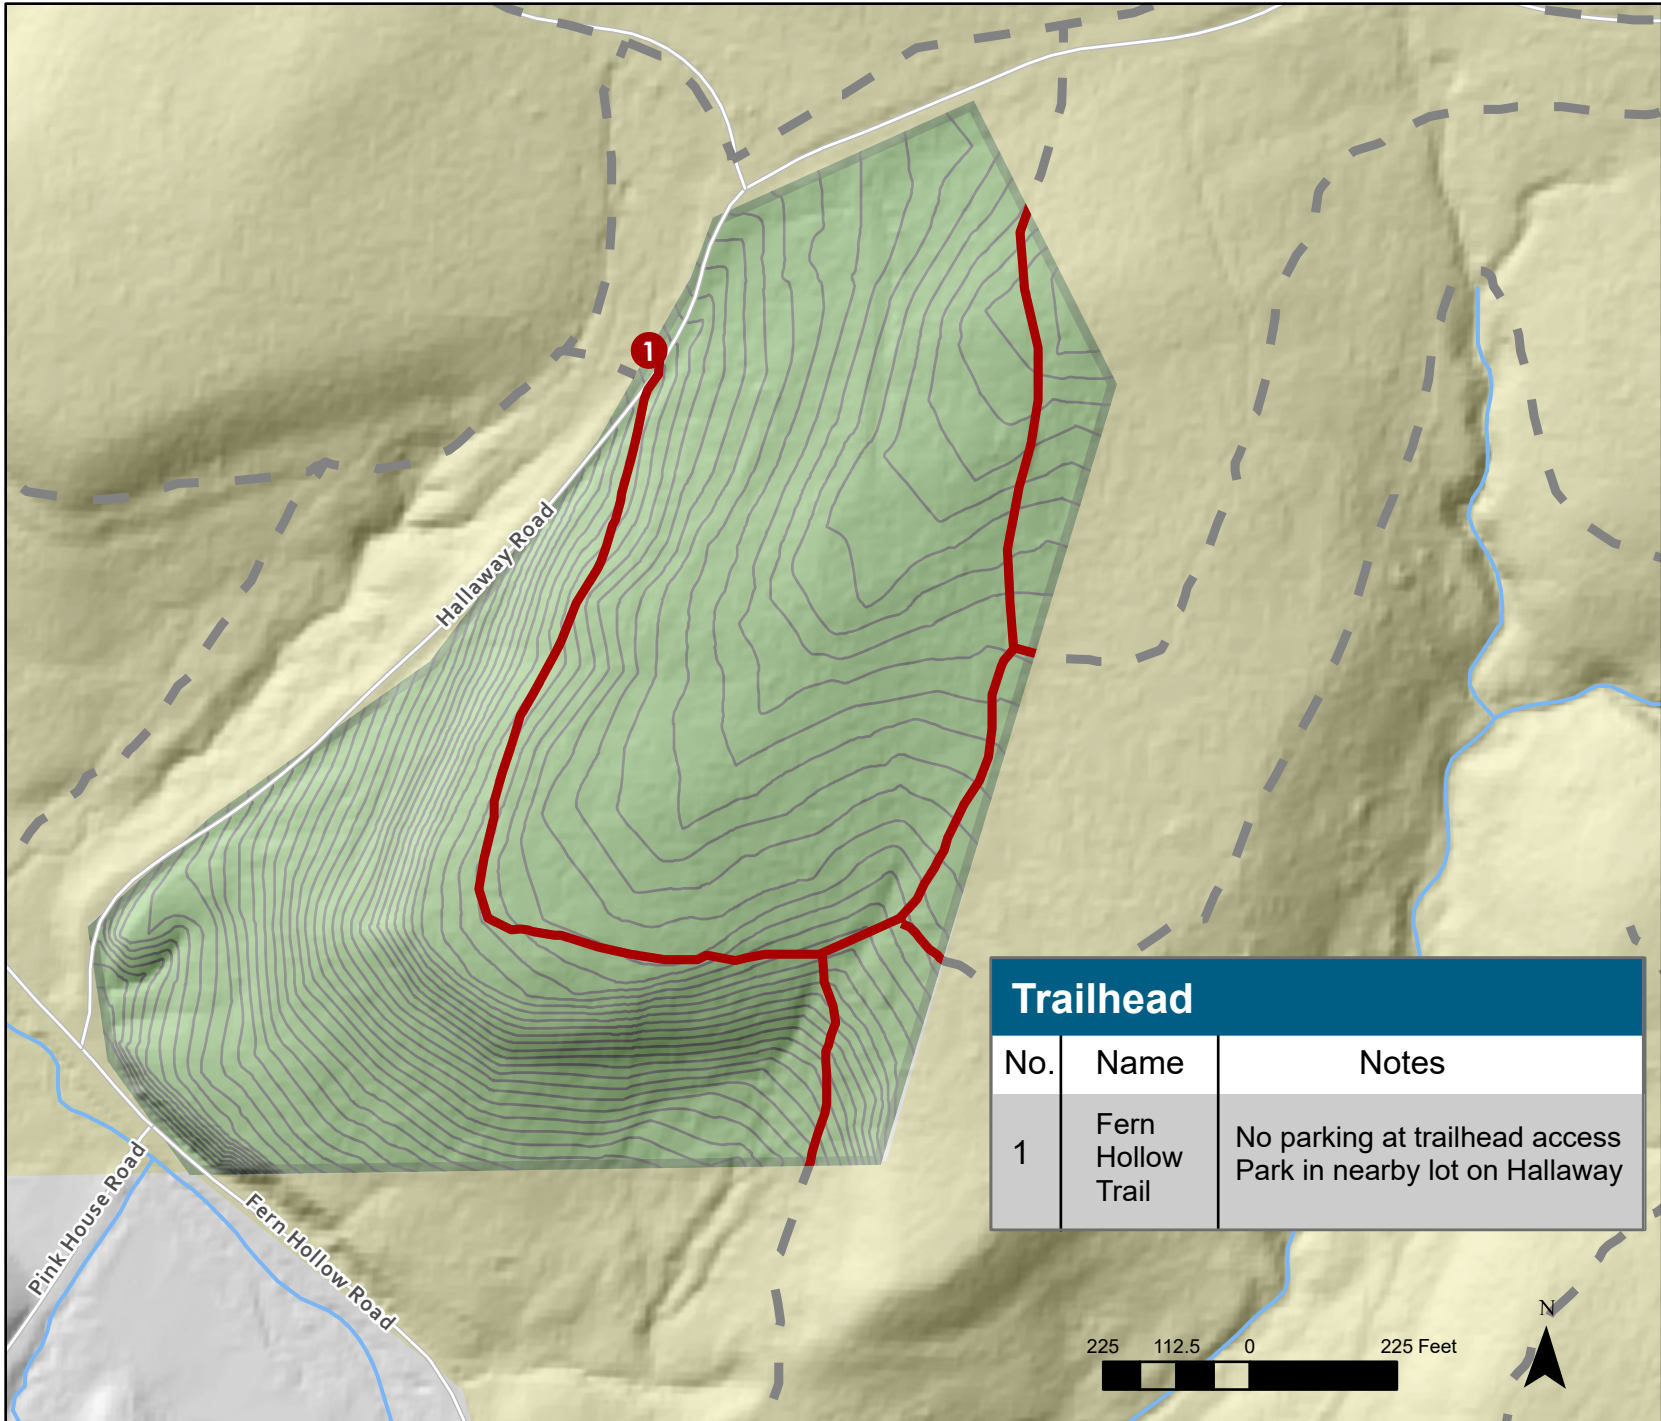 1
Hallaway Road
Pink House Road
Fern Hollow Road
Trailhead
No. Name Notes
1
Fern
Hollow
Trail
No parking at trailhead access
Park in nearby lot on Hallaway
N
225 112.5 0 225 Feet